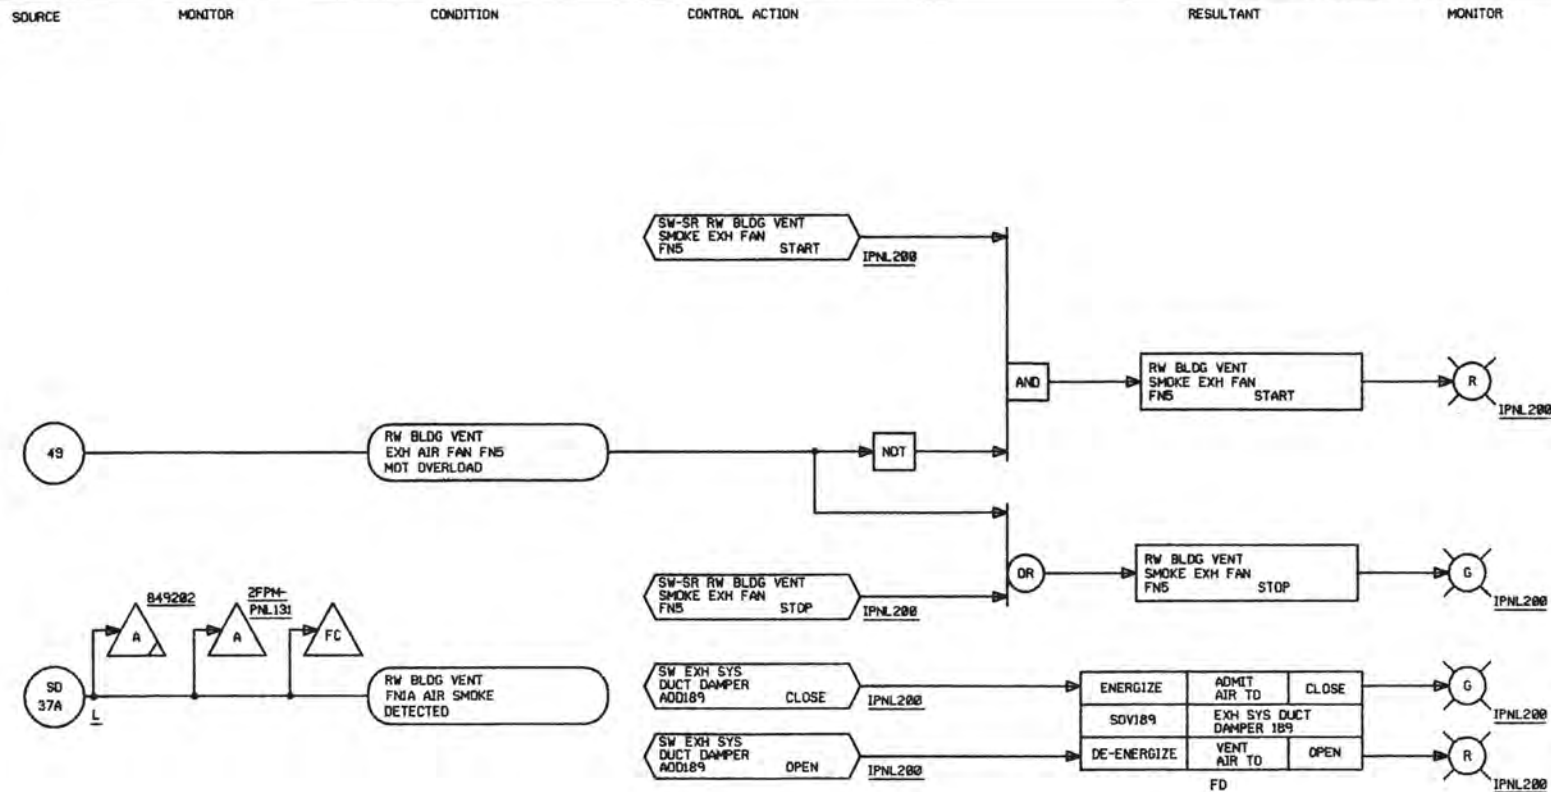 SOURCE MONITOR CONDITION CONTROL ACTION RESULTANT MONITOR
SW-SR RW BLDG VENT
SMOKE EXH FAN
FN5 START
IPNL200
AND
RW BLDG VENT
SMOKE EXH FAN
FN5 START
R
IPNL200
49
RW BLDG VENT
EXH AIR FAN FN5
MOT OVERLOAD
NOT
SW-SR RW BLDG VENT
SMOKE EXH FAN
FN5 STOP
IPNL200
OR
RW BLDG VENT
SMOKE EXH FAN
FN5 STOP
G
IPNL200
849202
A
2FPM-
PNL131
A
FC
SD
37A
L
RW BLDG VENT
FN1A AIR SMOKE
DETECTED
SW EXH SYS
DUCT DAMPER
AOD189 CLOSE
IPNL200
SW EXH SYS
DUCT DAMPER
AOD189 OPEN
IPNL200
ENERGIZE
ADMIT
AIR TO
CLOSE
SOV189
EXH SYS DUCT
DAMPER 189
DE-ENERGIZE
VENT
AIR TO
OPEN
FO
G
IPNL200
R
IPNL200